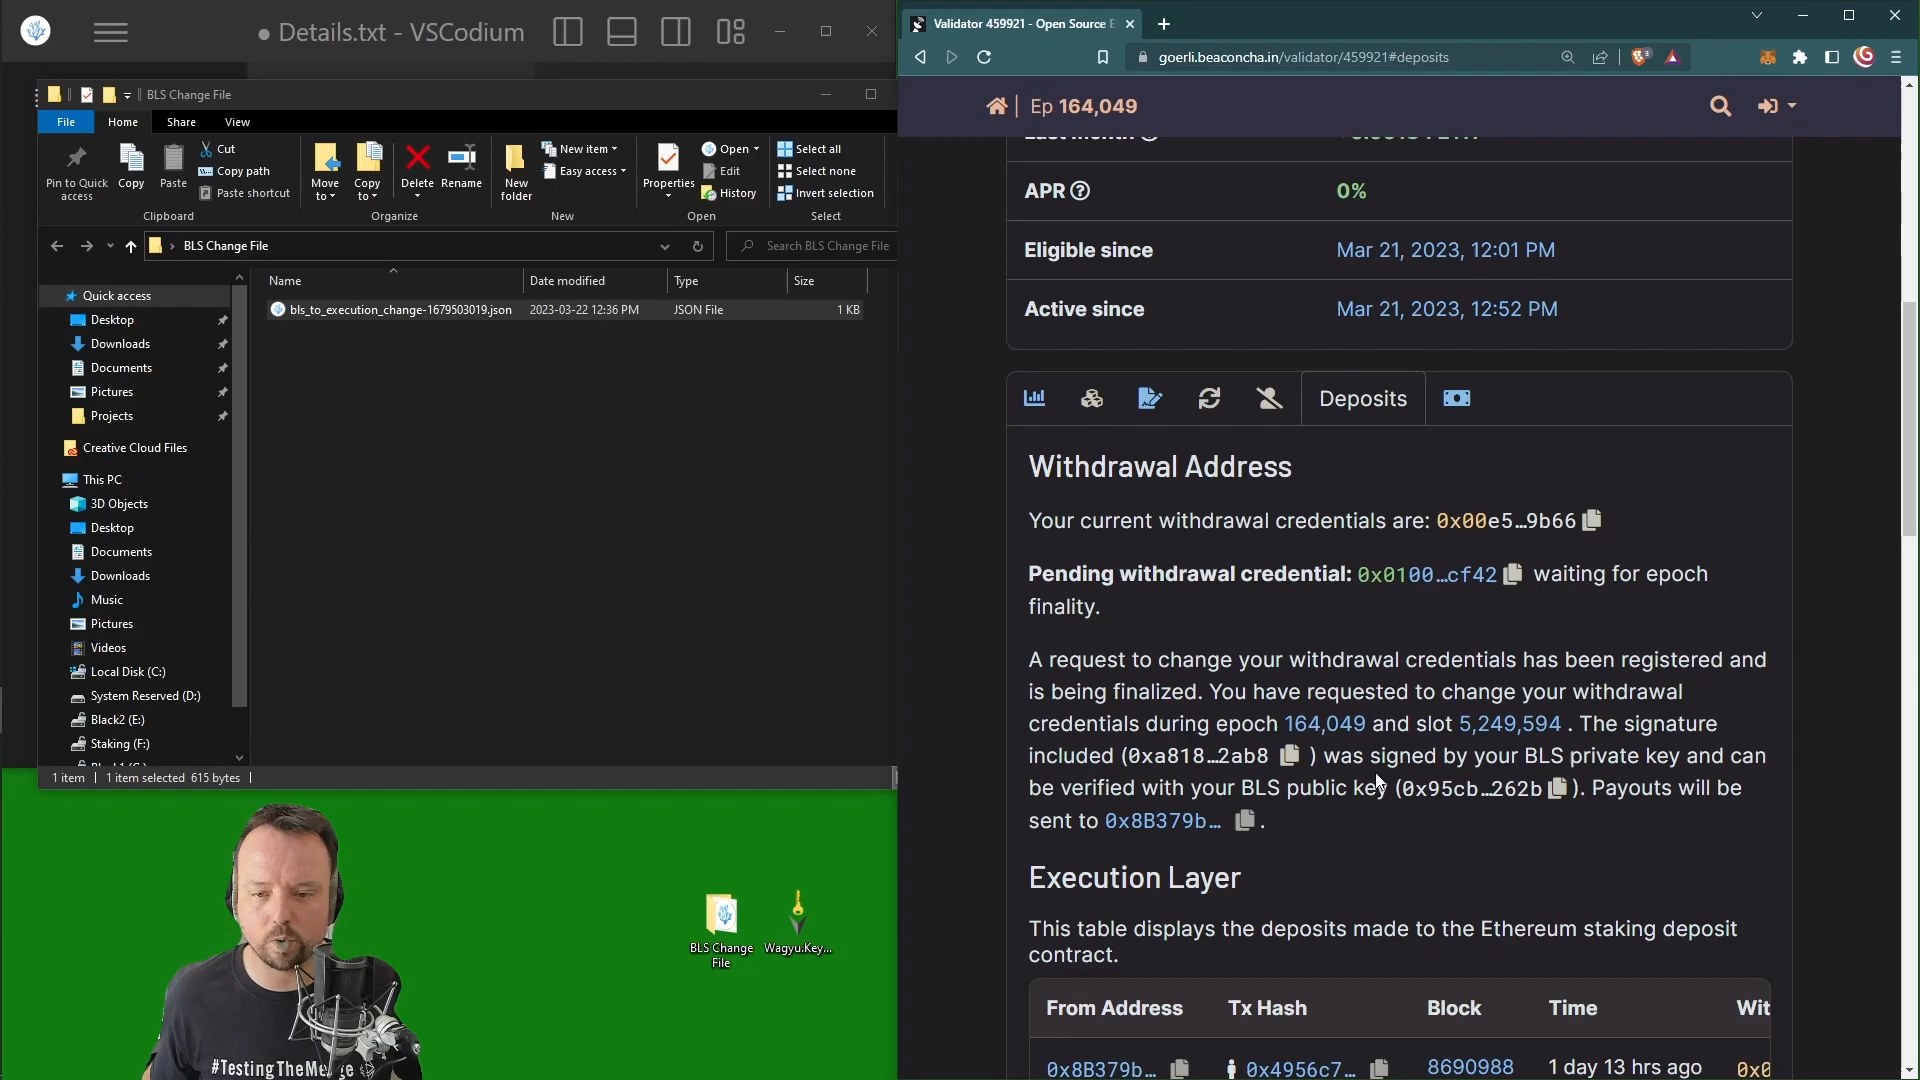 Details.txt - VSCodium
BLS Change File
File
Home
Share
View
Pin to Quick access
Copy
Paste
Cut
Copy path
Paste shortcut
Move to
Copy to
Delete
Rename
New folder
New item
Easy access
Properties
Open
Edit
History
Select all
Select none
Invert selection
Clipboard
Organize
New
Open
Select
BLS Change File
Search BLS Change File
Name
Date modified
Type
Size
bls_to_execution_change-1679503019.json
2023-03-22 12:36 PM
JSON File
1 KB
Quick access
Desktop
Downloads
Documents
Pictures
Projects
Creative Cloud Files
This PC
3D Objects
Desktop
Documents
Downloads
Music
Pictures
Videos
Local Disk (C:)
System Reserved (D:)
Black2 (E:)
Staking (F:)
1 item
1 item selected 615 bytes
BLS Change File
Wagyu.Key...
Validator 459921 - Open Source
goerli.beaconcha.in/validator/459921#deposits
Ep 164,049
APR
0%
Eligible since
Mar 21, 2023, 12:01 PM
Active since
Mar 21, 2023, 12:52 PM
Deposits
Withdrawal Address
Your current withdrawal credentials are: 0x00e5…9b66
Pending withdrawal credential: 0x0100…cf42 waiting for epoch
finality.
A request to change your withdrawal credentials has been registered and
is being finalized. You have requested to change your withdrawal
credentials during epoch 164,049 and slot 5,249,594 . The signature
included (0xa818…2ab8 ) was signed by your BLS private key and can
be verified with your BLS public key (0x95cb…262b ). Payouts will be
sent to 0x8B379b… .
Execution Layer
This table displays the deposits made to the Ethereum staking deposit
contract.
From Address
Tx Hash
Block
Time
Wit
0x8B379b…
0x4956c7…
8690988
1 day 13 hrs ago
0x0